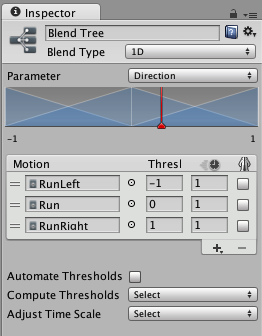 Inspector
Blend Tree
Blend Type 1D
Parameter Direction
-1 1
Motion Thresl
RunLeft -1 1
Run 0 1
RunRight 1 1
Automate Thresholds
Compute Thresholds Select
Adjust Time Scale Select